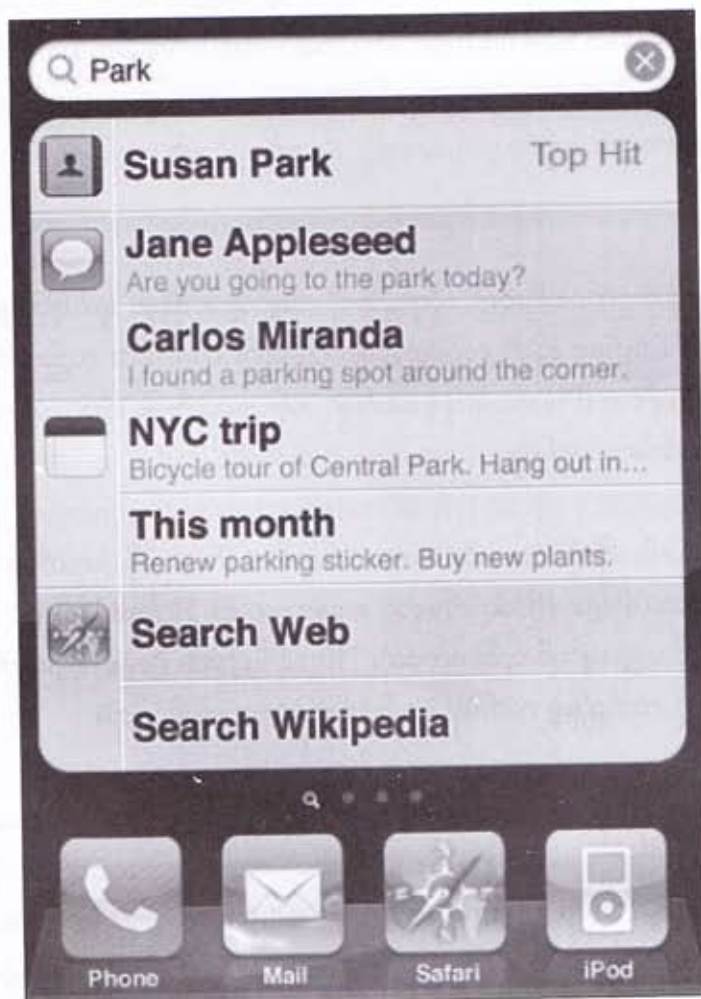 Park
Susan Park Top Hit
Jane Appleseed
Are you going to the park today?
Carlos Miranda
I found a parking spot around the corner.
NYC trip
Bicycle tour of Central Park. Hang out in...
This month
Renew parking sticker. Buy new plants.
Search Web
Search Wikipedia
Phone Mail Safari iPod